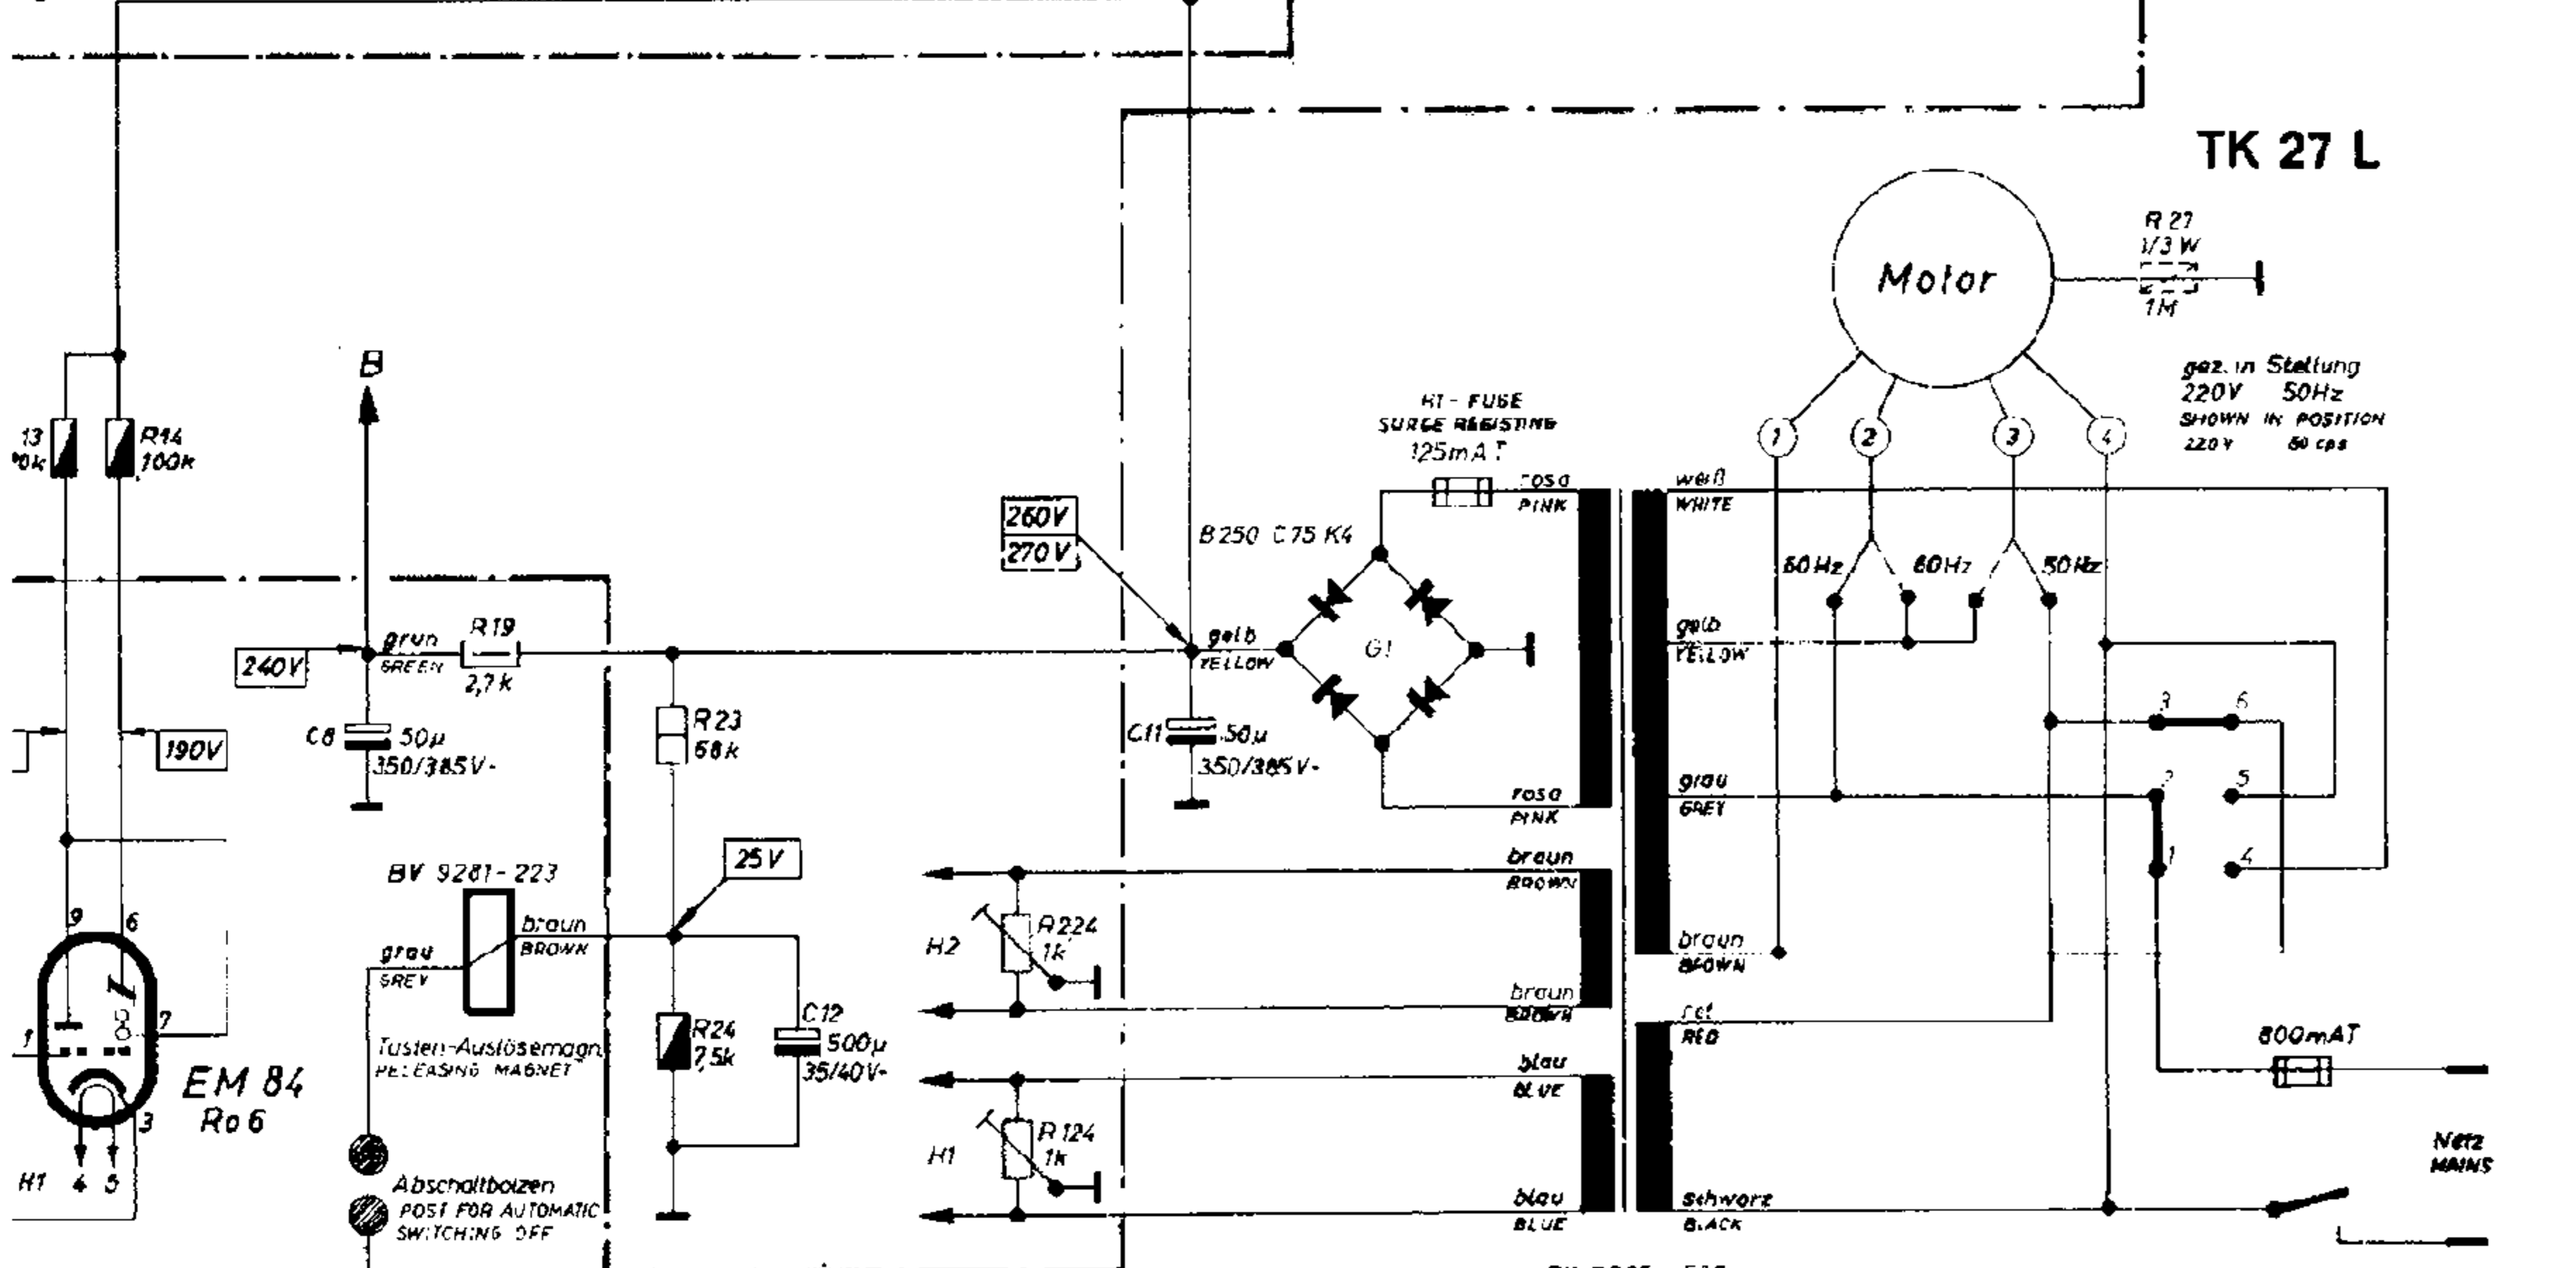 TK 27 L
R 27
1/3 W
1M
Motor
gez. in Stellung
220V 50Hz
SHOWN IN POSITION
220V 50 cps
1
2
3
4
B
13
R14
100k
HT - FUSE
SURGE RESISTING
125mA T
rosa
PINK
weiß
WHITE
260V
270V
B250 C75 K4
60Hz
50Hz
grün
GREEN
R19
2,7k
240V
gelb
YELLOW
Gl
gelb
YELLOW
C8
50µ
350/385V-
190V
R23
68k
C11
50µ
350/385V-
3
6
2
5
1
4
rosa
PINK
grau
GREY
25V
BV 9281-223
braun
BROWN
grau
GREY
braun
BROWN
H2
R224
1k
braun
BROWN
braun
BROWN
9
6
1
7
3
4
5
H1
EM 84
Rö6
Tasten-Auslösemagn.
RELEASING MAGNET
R24
7,5k
C12
500µ
35/40V-
rot
RED
800mAT
blau
BLUE
H1
R124
1k
Netz
MAINS
Abschaltbolzen
POST FOR AUTOMATIC
SWITCHING OFF
blau
BLUE
schwarz
BLACK